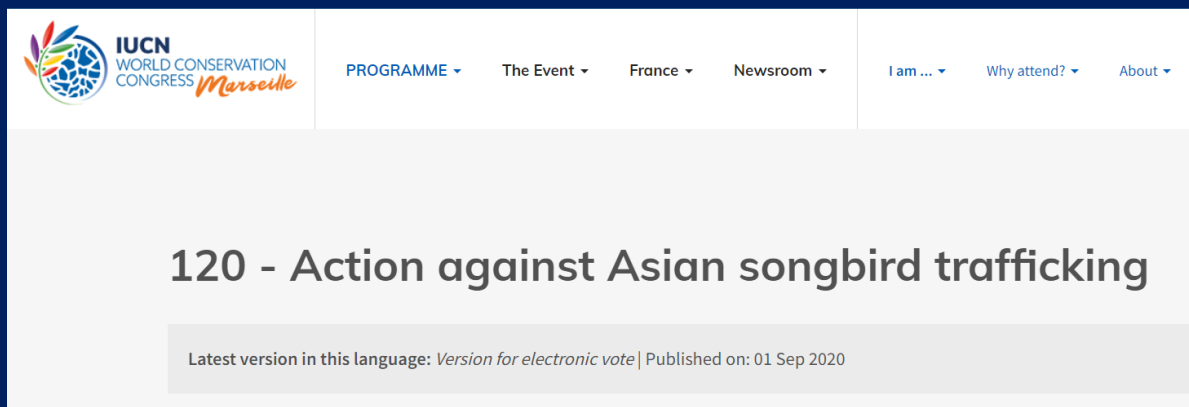 IUCN
WORLD CONSERVATION
CONGRESS Marseille
PROGRAMME The Event France Newsroom I am ... Why attend? About
120 - Action against Asian songbird trafficking
Latest version in this language: Version for electronic vote | Published on: 01 Sep 2020